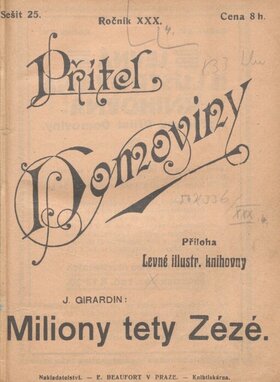 Sešit 25.
Ročník XXX.
Cena 8 h.
Přítel
Domoviny
Příloha
Levné illustr. knihovny
J. GIRARDIN:
Miliony tety Zézé.
Nakladatelství. — E. BEAUFORT V PRAZE. — Knihtiskárna.